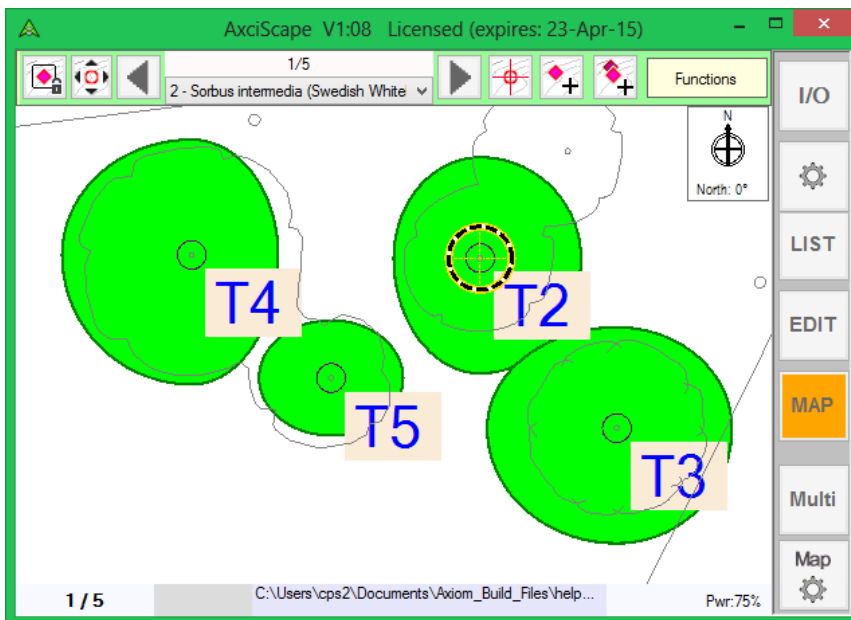 AxciScape V1:08 Licensed (expires: 23-Apr-15)
1/5
2 - Sorbus intermedia (Swedish White
Functions
I/O
N
North: 0°
LIST
T4
T2
EDIT
MAP
T5
T3
Multi
Map
1 / 5
C:\Users\cps2\Documents\Axiom_Build_Files\help...
Pwr:75%